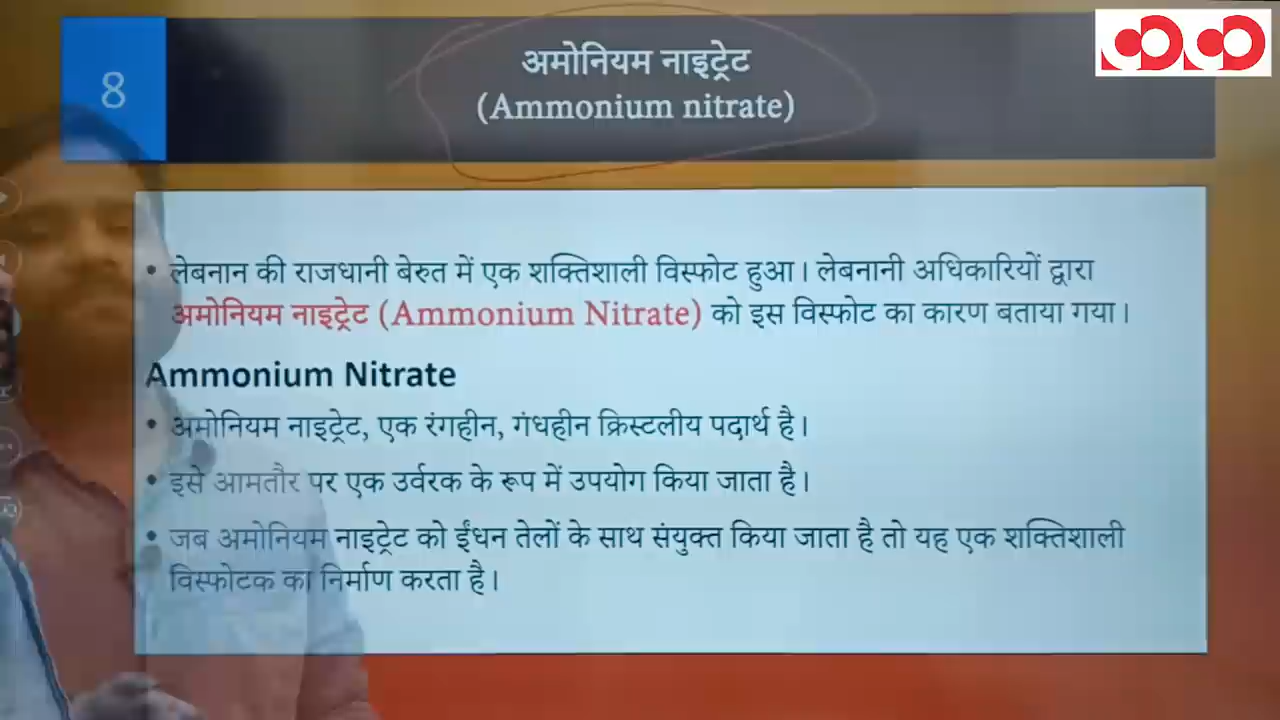 8
अमोनियम नाइट्रेट
(Ammonium nitrate)
• लेबनान की राजधानी बेरुत में एक शक्तिशाली विस्फोट हुआ। लेबनानी अधिकारियों द्वारा
अमोनियम नाइट्रेट (Ammonium Nitrate) को इस विस्फोट का कारण बताया गया।
Ammonium Nitrate
• अमोनियम नाइट्रेट, एक रंगहीन, गंधहीन क्रिस्टलीय पदार्थ है।
• इसे आमतौर पर एक उर्वरक के रूप में उपयोग किया जाता है।
• जब अमोनियम नाइट्रेट को ईंधन तेलों के साथ संयुक्त किया जाता है तो यह एक शक्तिशाली
विस्फोटक का निर्माण करता है।